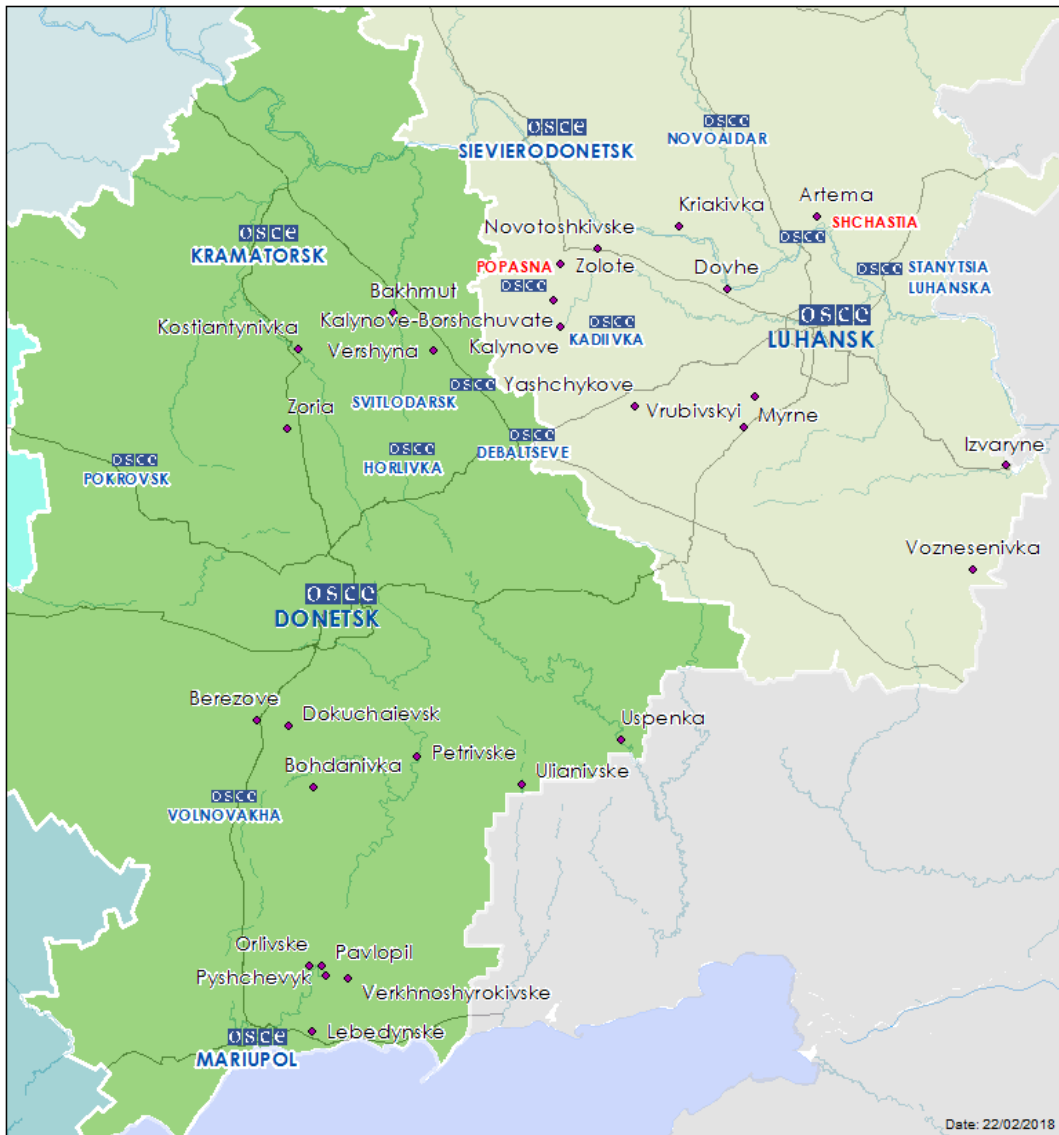 OSCE
SIEVIERODONETSK
OSCE
NOVOAIDAR
Artema
SHCHASTIA
OSCE
Kriakivka
OSCE
KRAMATORSK
Novotoshkivske
POPASNA
OSCE
Zolote
Dovhe
OSCE
STANYTSIA
LUHANSKA
Bakhmut
Kalynove-Borshchuvate
OSCE
KADIIVKA
OSCE
LUHANSK
Kostiantynivka
Vershyna
Kalynove
OSCE
SVITLODARSK
Yashchykove
Zoria
Vrubivskyi
Myrne
OSCE
POKROVSK
OSCE
HORLIVKA
OSCE
DEBALTSEVE
Izvaryne
Voznesenivka
OSCE
DONETSK
Berezove
Dokuchaievsk
Uspenka
Bohdanivka
Petrivske
Ulianivske
OSCE
VOLNOVAKHA
Orlivske
Pavlopil
Pyshchevyk
Verkhnoshyrokivske
OSCE
MARIUPOL
Lebedynske
Date: 22/02/2018